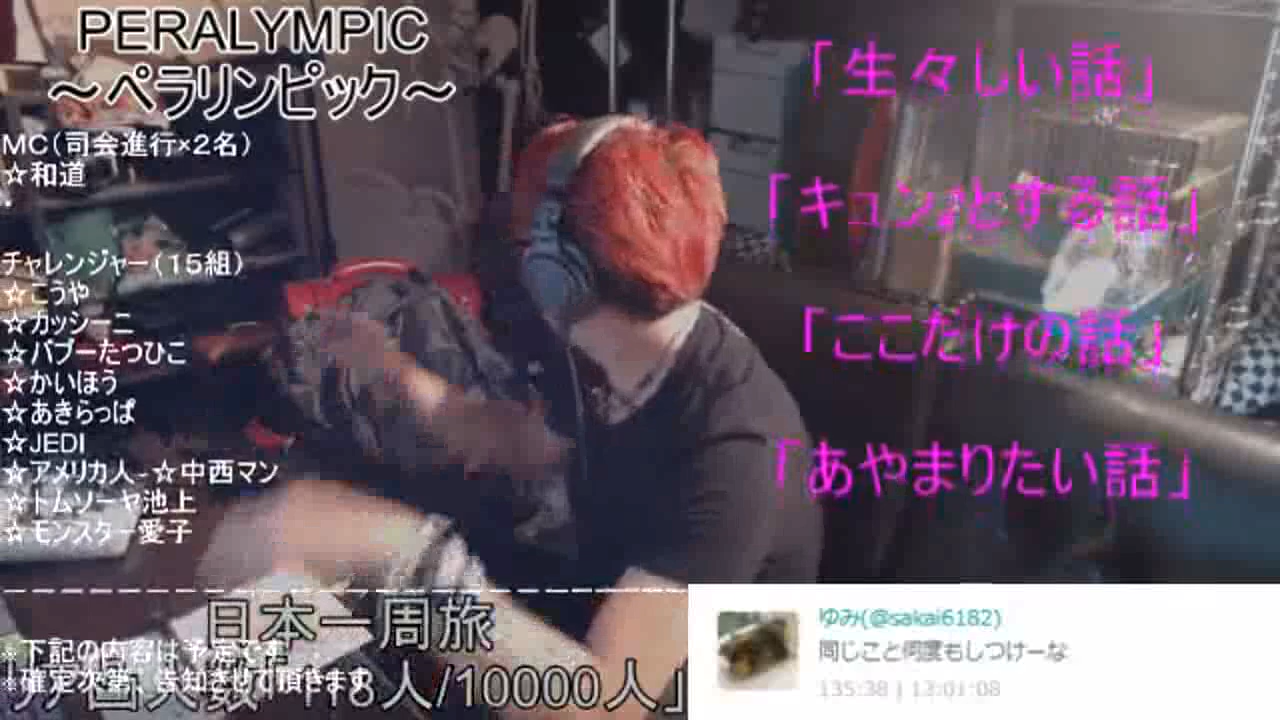 PERALYMPIC
～ペラリンピック～
MC(司会進行×2名)
☆和道
チャレンジャー(15組)
☆こうや
☆カッシーニ
☆バブーたつひこ
☆かいほう
☆あきらっぱ
☆JEDI
☆アメリカ人-☆中西マン
☆トムソーヤ池上
☆モンスター愛子
日本一周旅
※下記の内容は予定です
※確定次第、告知させて頂きます
118人/10000人」
「生々しい話」
「キュンとする話」
「ここだけの話」
「あやまりたい話」
ゆみ(@sakai6182)
同じこと何度もしつけーな
135:38 | 13:01:08